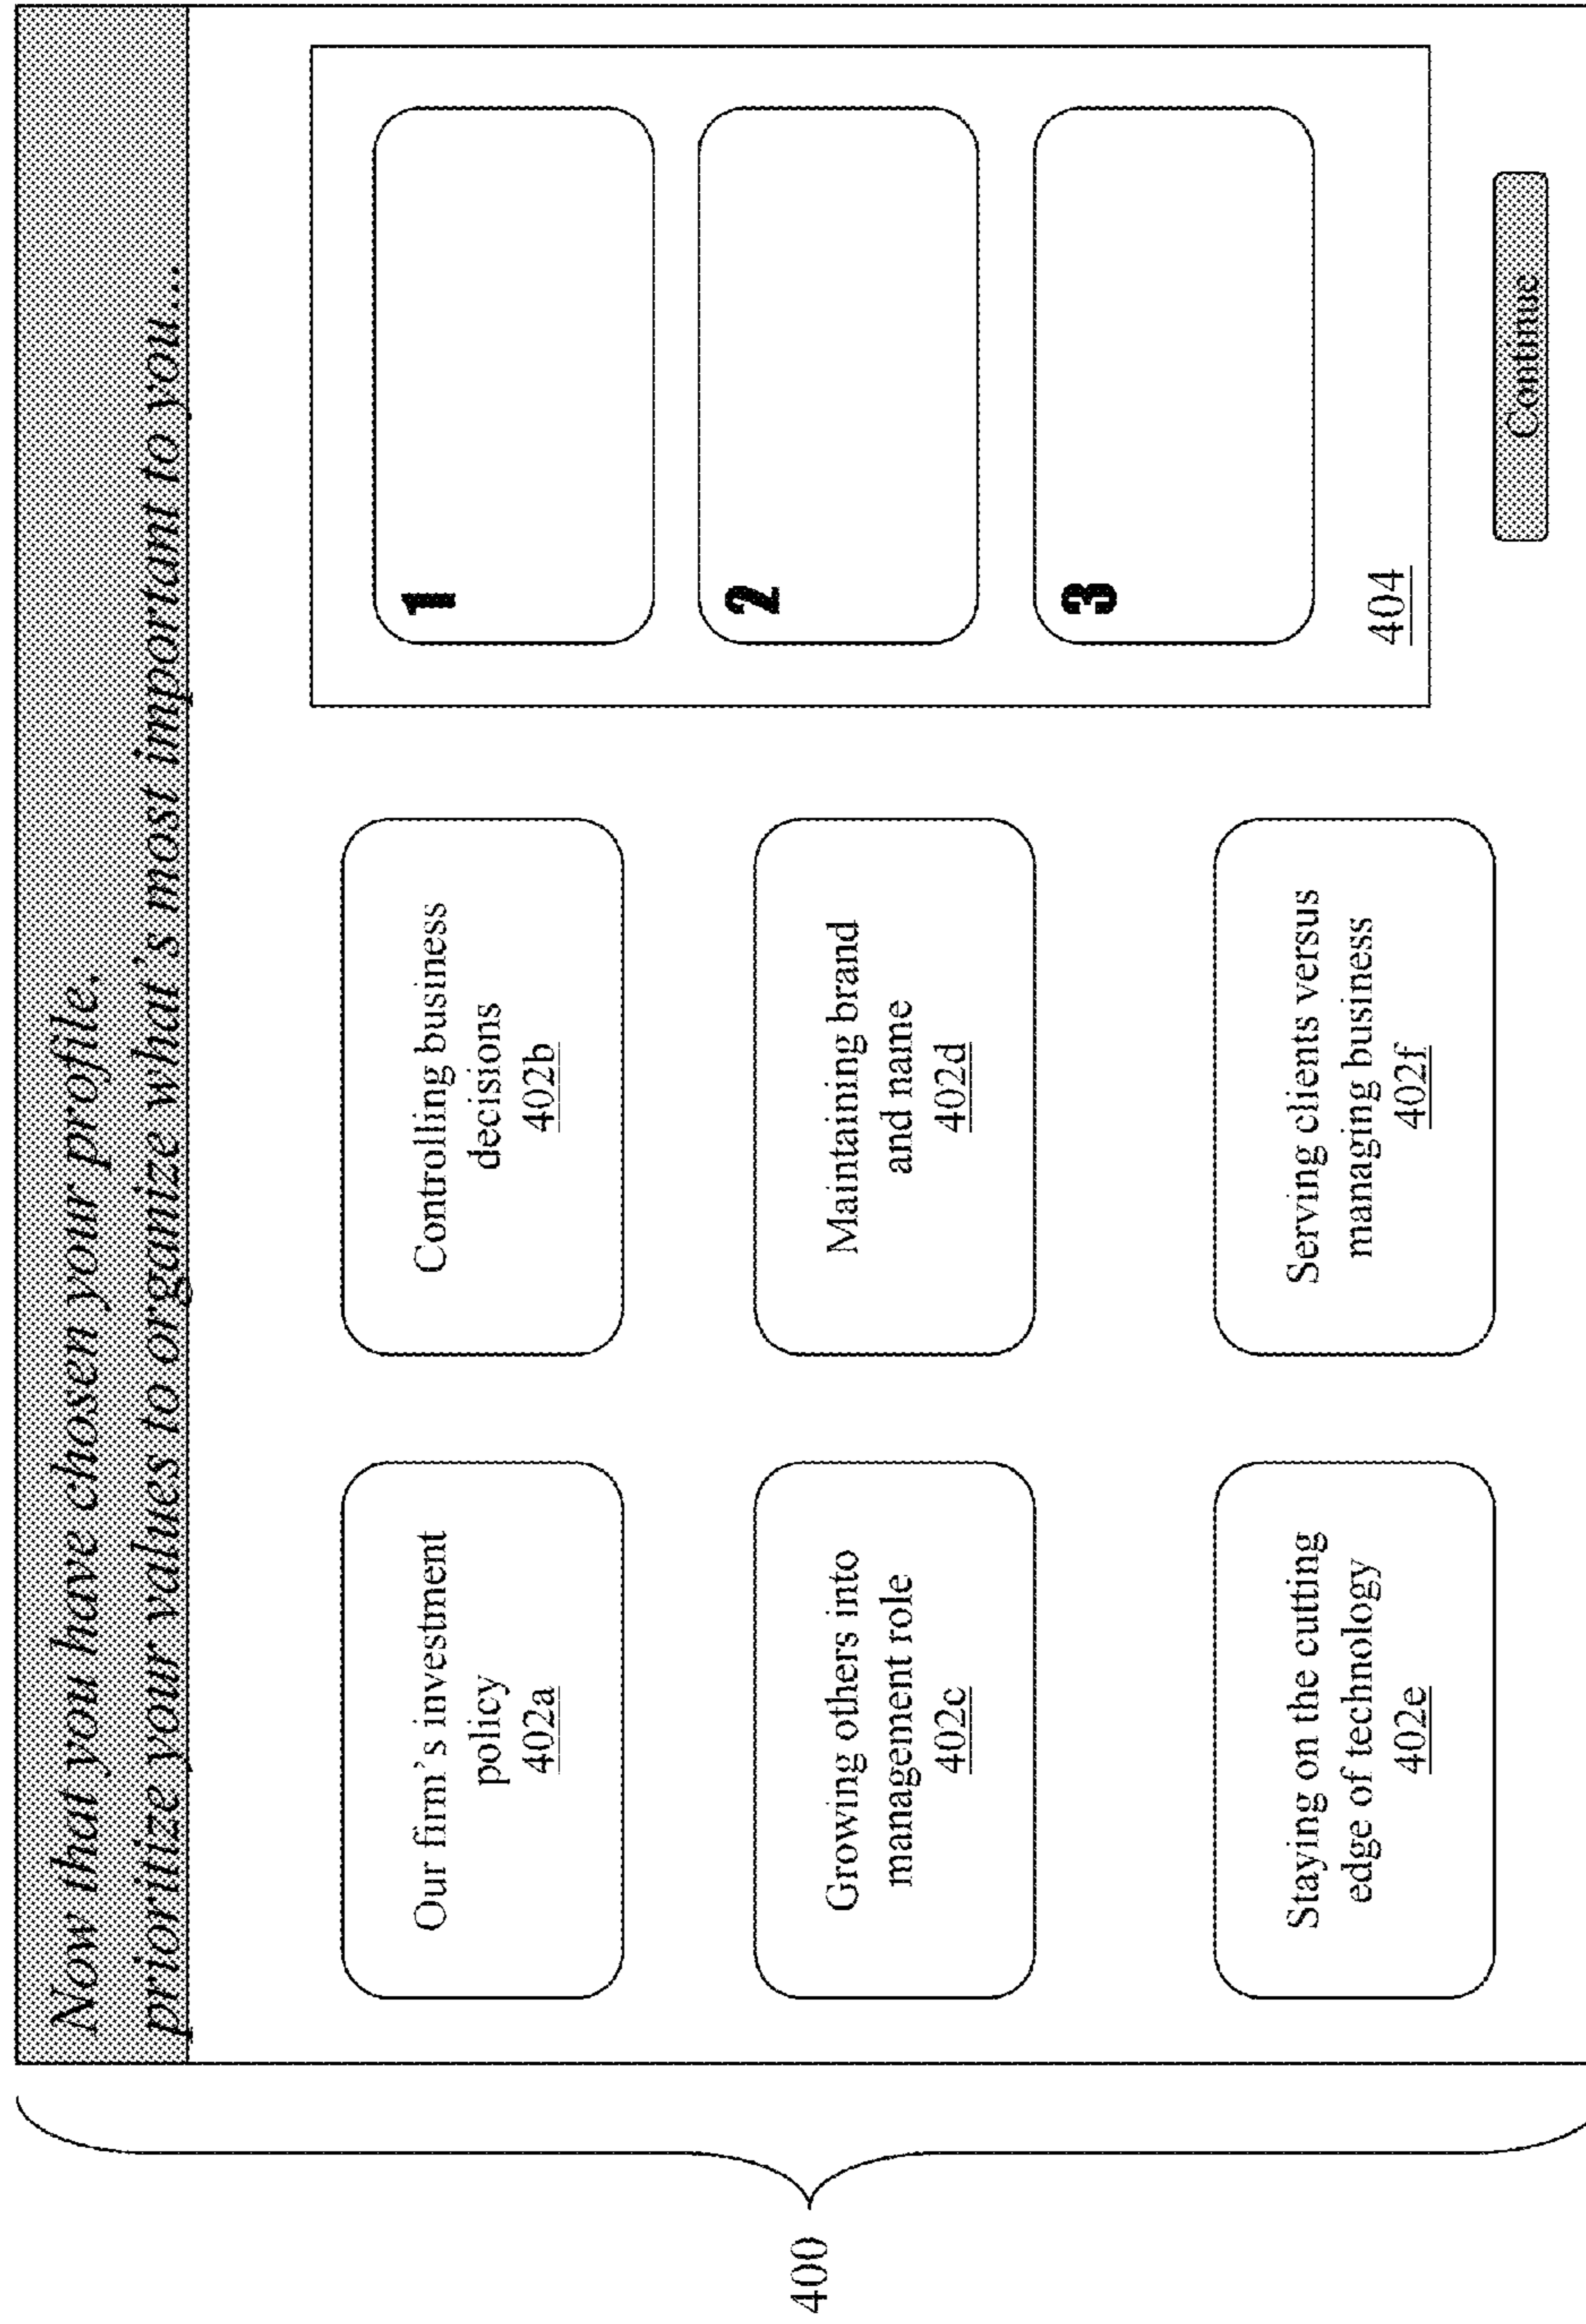 Now that you have chosen your profile,
prioritize your values to organize what's most important to you...
400
Our firm's investment
policy
402a
Controlling business
decisions
402b
Growing others into
management role
402c
Maintaining brand
and name
402d
Staying on the cutting
edge of technology
402e
Serving clients versus
managing business
402f
1
2
3
404
Continue